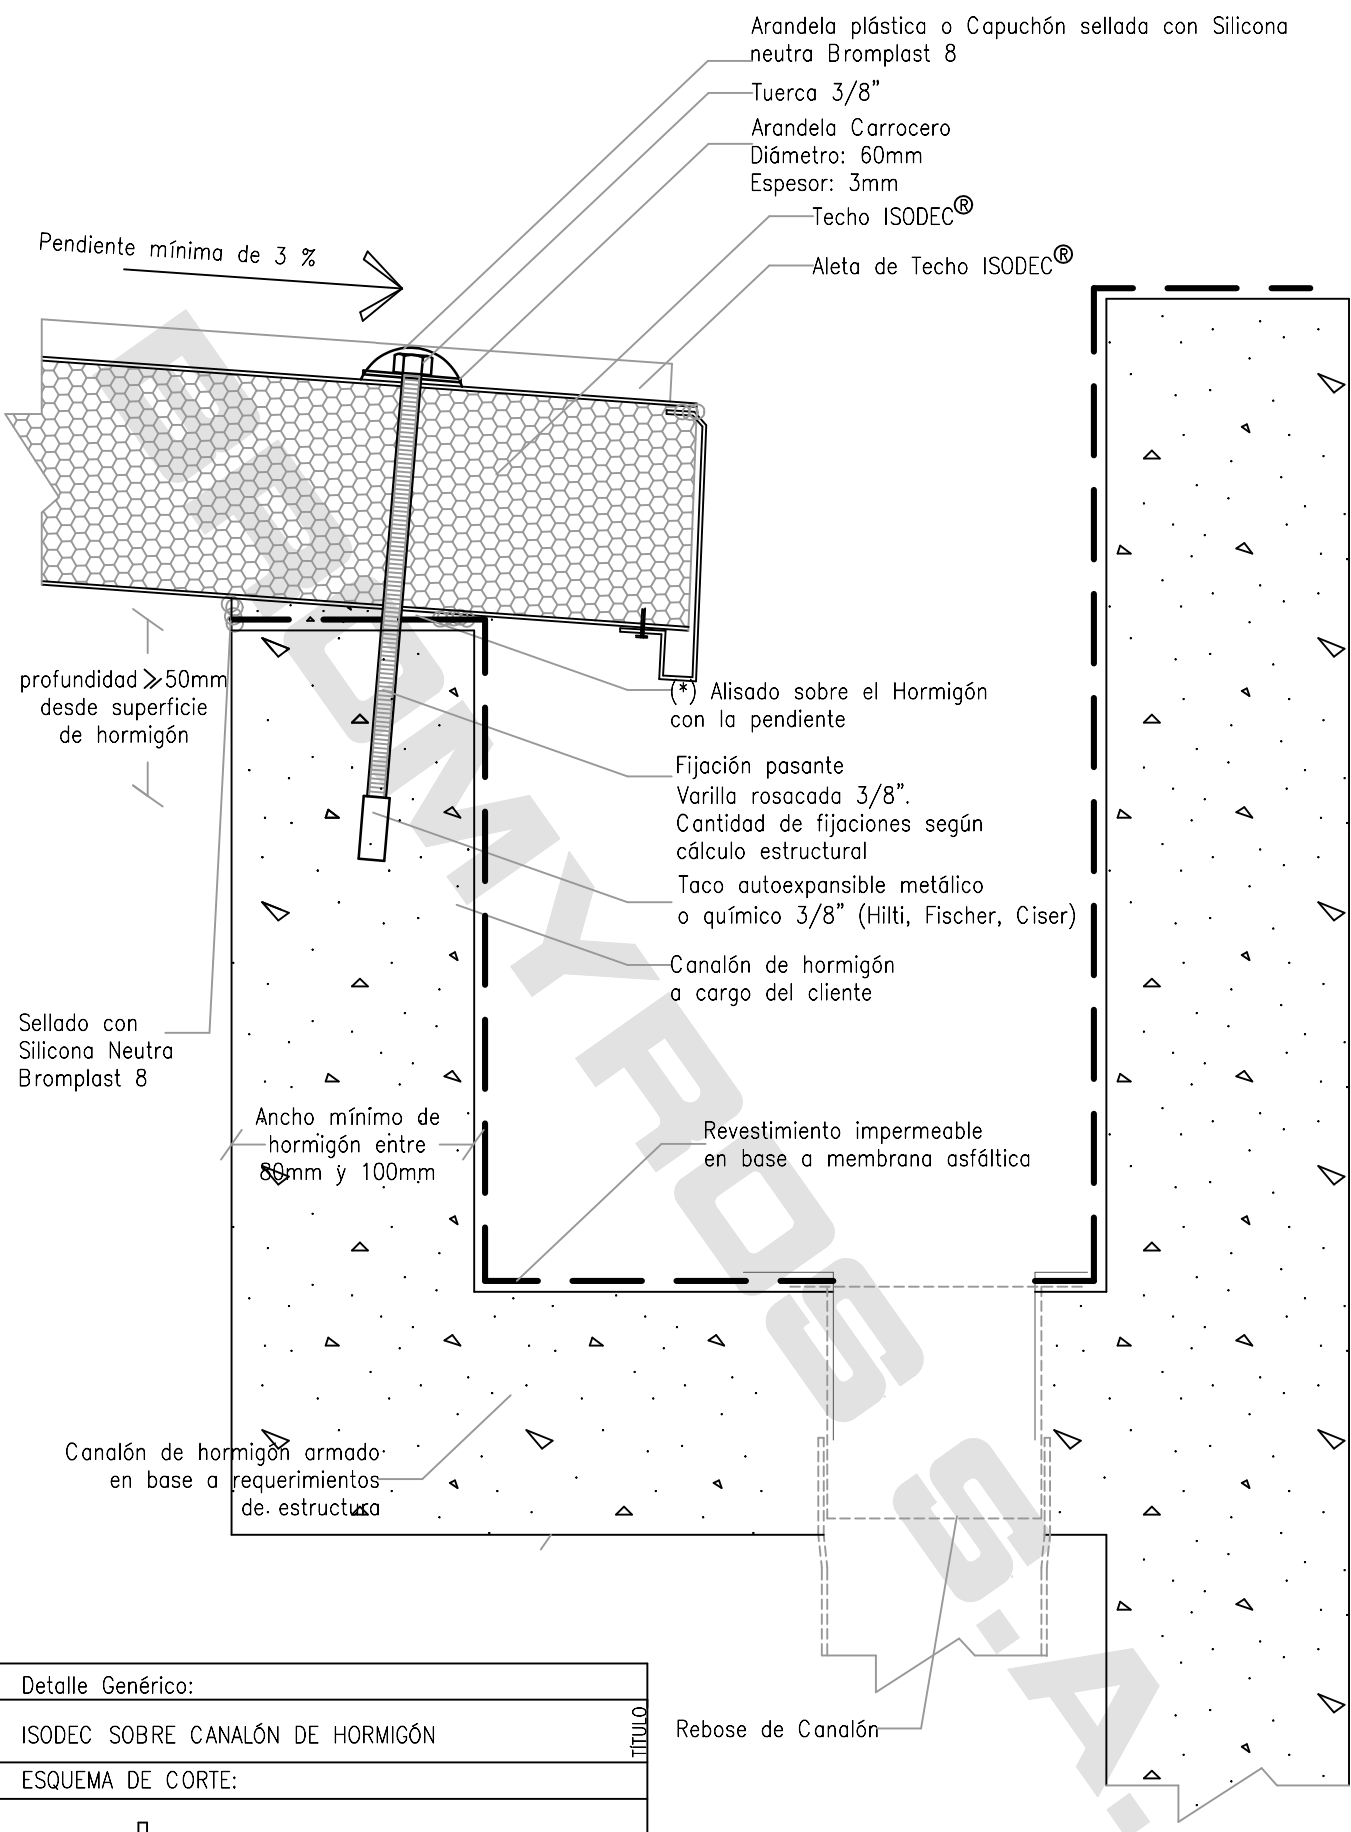 Arandela plástica o Capuchón sellada con Silicona
neutra Bromplast 8
Tuerca 3/8”
Arandela Carrocero
Diámetro: 60mm
Espesor: 3mm
Techo ISODEC®
Aleta de Techo ISODEC®
Pendiente mínima de 3 %
profundidad ≥50mm
desde superficie
de hormigón
(*) Alisado sobre el Hormigón
con la pendiente
Fijación pasante
Varilla rosacada 3/8”.
Cantidad de fijaciones según
cálculo estructural
Taco autoexpansible metálico
o químico 3/8” (Hilti, Fischer, Ciser)
Canalón de hormigón
a cargo del cliente
Sellado con
Silicona Neutra
Bromplast 8
Ancho mínimo de
hormigón entre
80mm y 100mm
Revestimiento impermeable
en base a membrana asfáltica
Canalón de hormigón armado
en base a requerimientos
de estructura
Rebose de Canalón
Detalle Genérico:
ISODEC SOBRE CANALÓN DE HORMIGÓN
TÍTULO
ESQUEMA DE CORTE:
BROMYROS S.A.